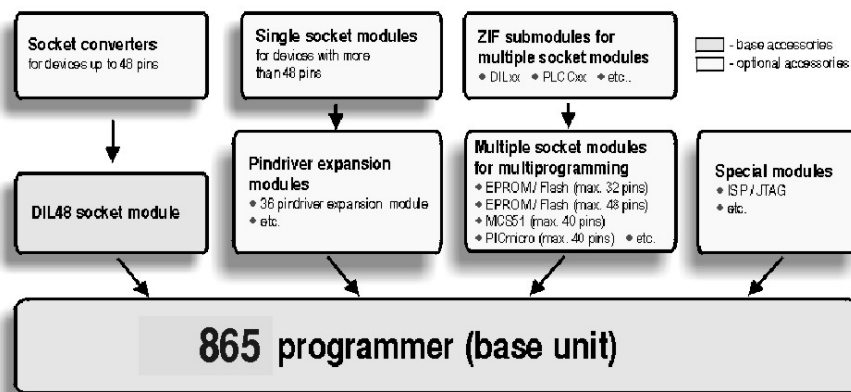 Socket converters
for devices up to 48 pins
Single socket modules
for devices with more
than 48 pins
ZIF submodules for
multiple socket modules
◆ DILxx ◆ PLCCxx ◆ etc..
- base accessories
- optional accessories
DIL48 socket module
Pindriver expansion
modules
◆ 36 pindriver expansion module
◆ etc.
Multiple socket modules
for multiprogramming
◆ EPROM/ Flash (max. 32 pins)
◆ EPROM/ Flash (max. 48 pins)
◆ MCS51 (max. 40 pins)
◆ PICmicro (max. 40 pins) ◆ etc.
Special modules
◆ ISP / JTAG
◆ etc.
865 programmer (base unit)